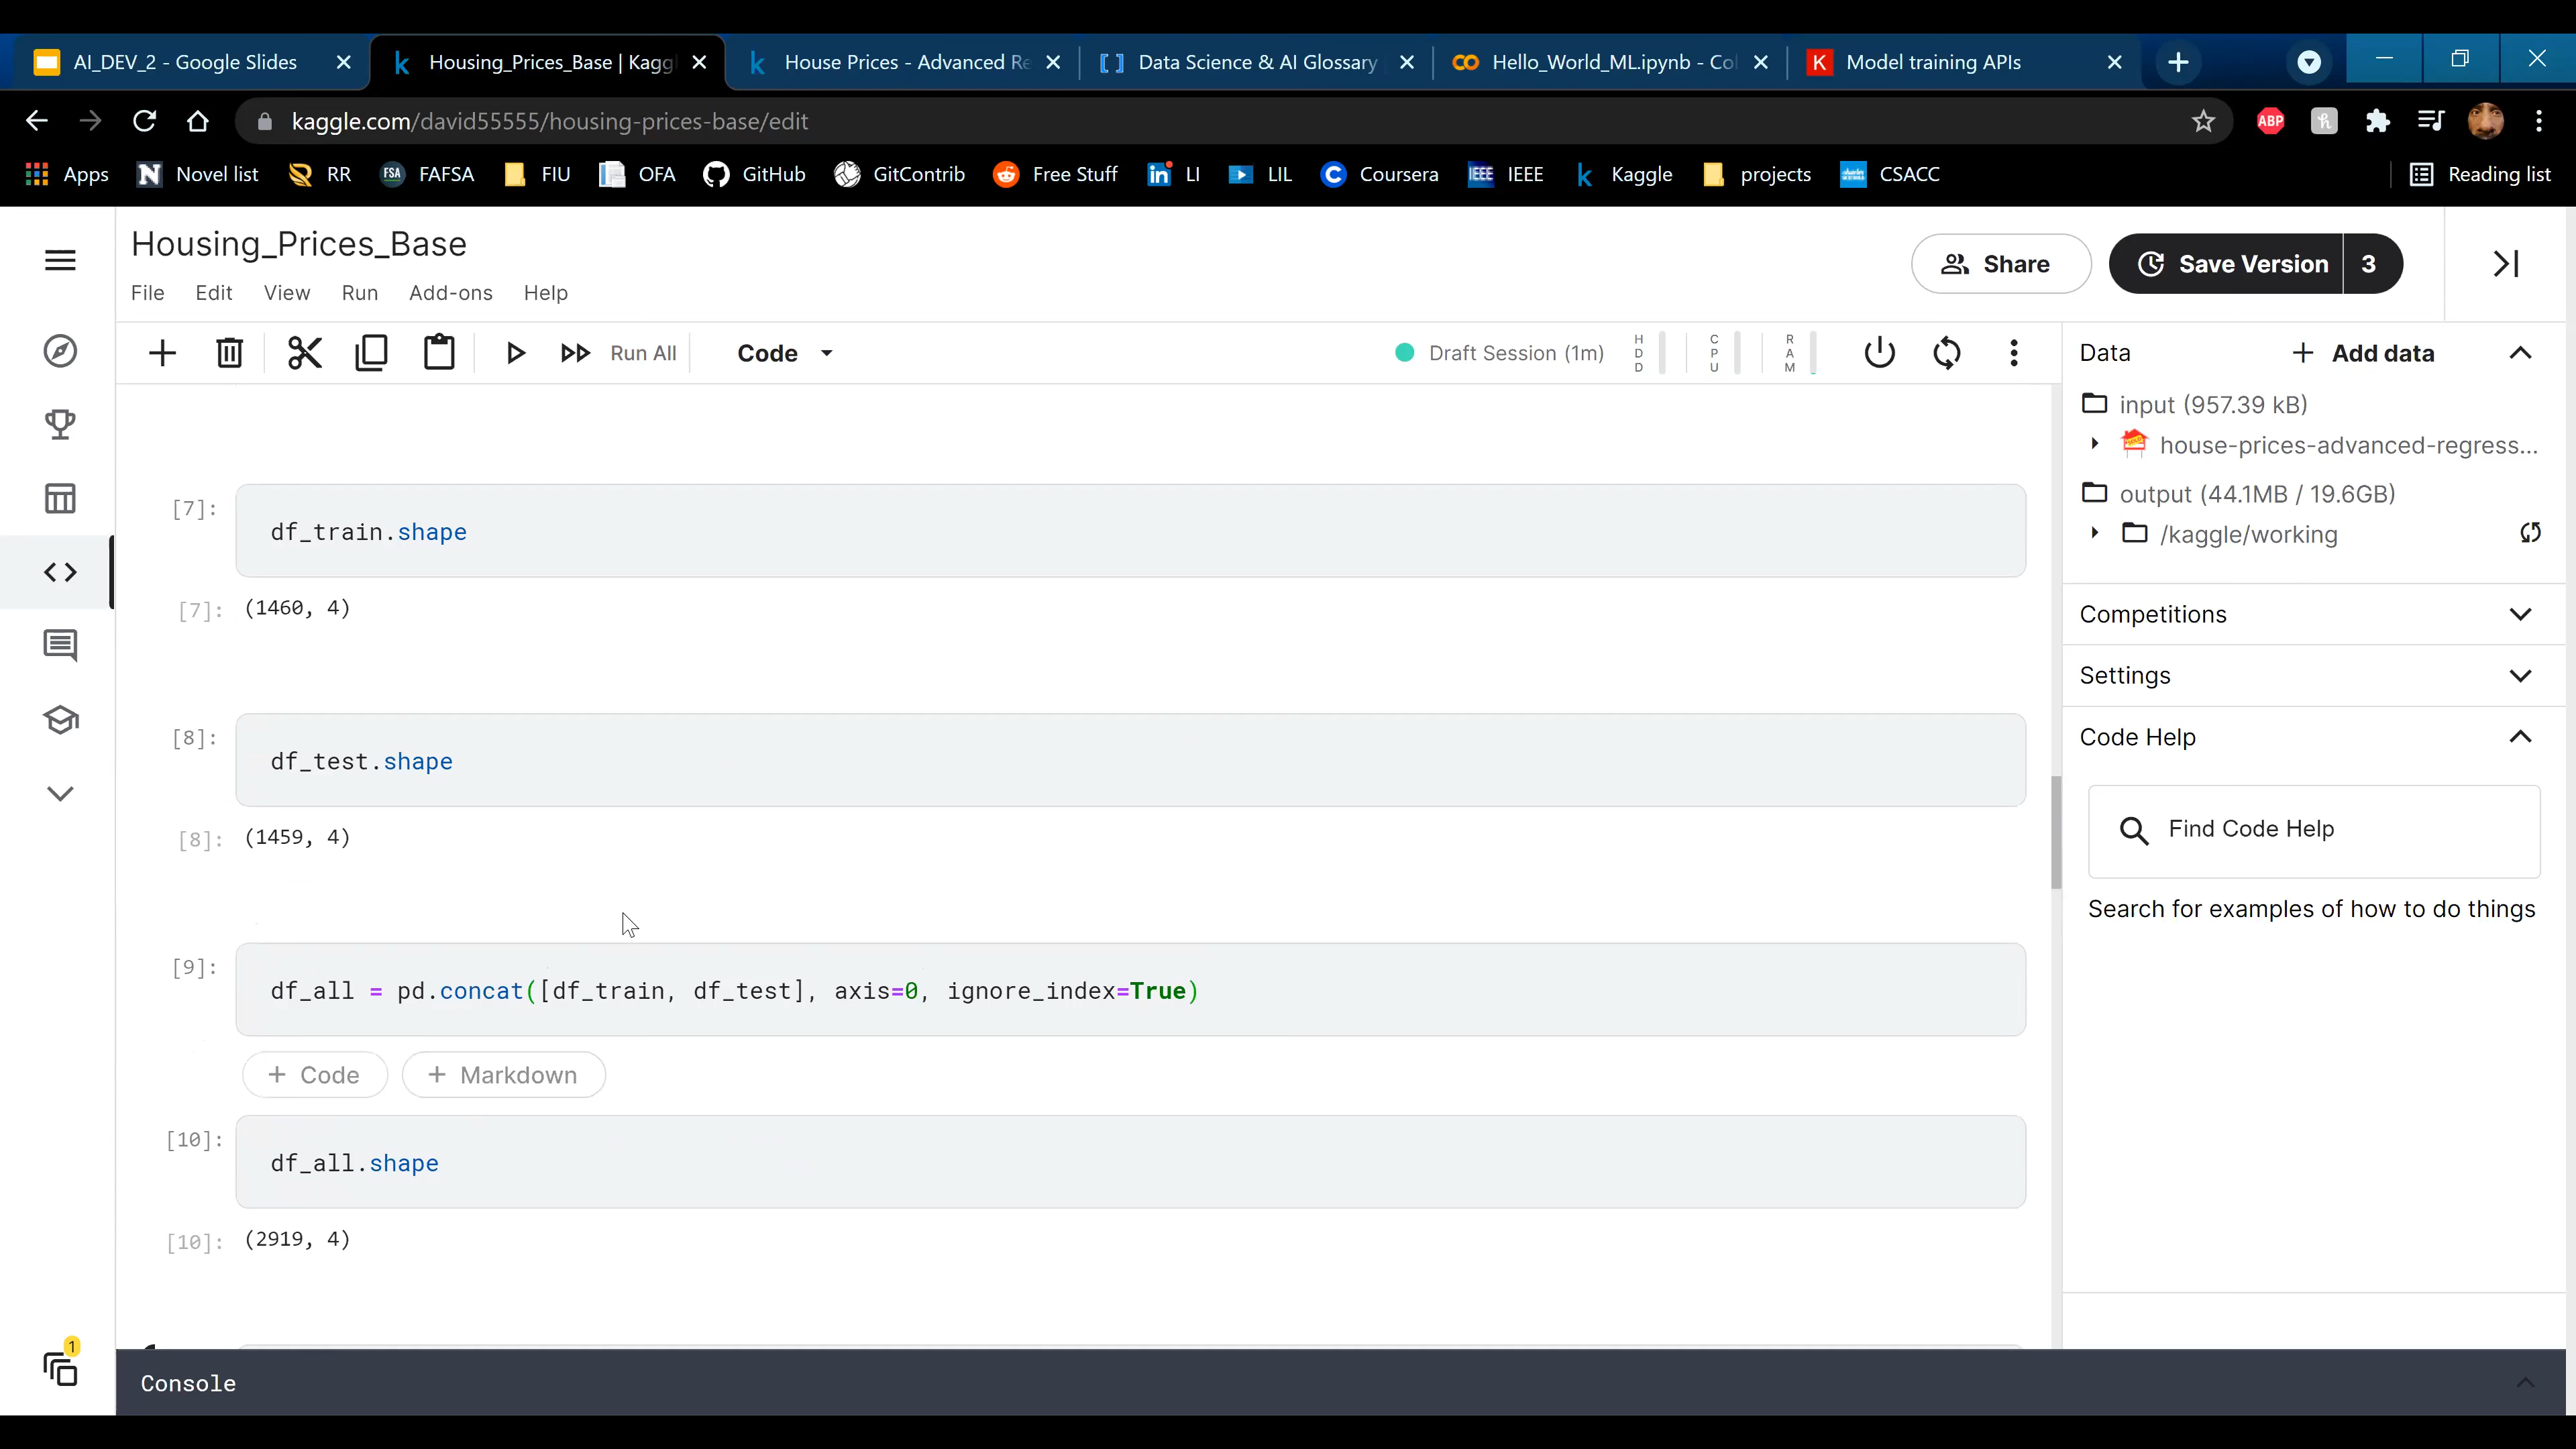 AI_DEV_2 - Google Slides
Housing_Prices_Base | Kaggl
House Prices - Advanced Re
Data Science & AI Glossary
Hello_World_ML.ipynb - Col
Model training APIs
kaggle.com/david55555/housing-prices-base/edit
ABP
Apps
Novel list
RR
FSA
FAFSA
FIU
OFA
GitHub
GitContrib
Free Stuff
LI
LIL
Coursera
IEEE
IEEE
Kaggle
projects
CSACC
Reading list
Housing_Prices_Base
File Edit View Run Add-ons Help
Share
Save Version 3
Run All
Code
Draft Session (1m)
HDD
CPU
RAM
Data
+ Add data
input (957.39 kB)
house-prices-advanced-regress...
output (44.1MB / 19.6GB)
/kaggle/working
Competitions
Settings
Code Help
Find Code Help
Search for examples of how to do things
[7]: df_train.shape
[7]: (1460, 4)
[8]: df_test.shape
[8]: (1459, 4)
[9]: df_all = pd.concat([df_train, df_test], axis=0, ignore_index=True)
+ Code + Markdown
[10]: df_all.shape
[10]: (2919, 4)
1
Console